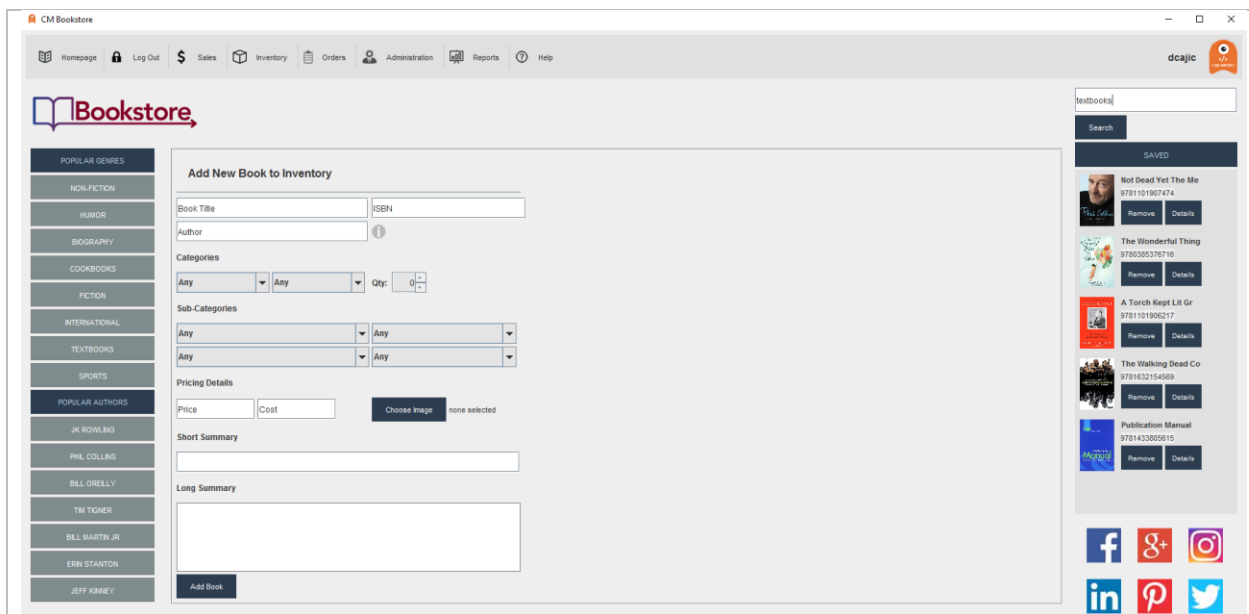 CM Bookstore
Homepage Log Out Sales Inventory Orders Administration Reports Help dcajic
Bookstore
textbooks
Search
SAVED
Not Dead Yet The Me
9781101907474
Remove Details
The Wonderful Thing
9780385376716
Remove Details
A Torch Kept Lit Gr
9781101906217
Remove Details
The Walking Dead Co
9781632154569
Remove Details
Publication Manual
9781433805615
Remove Details
POPULAR GENRES
NON-FICTION
HUMOR
BIOGRAPHY
COOKBOOKS
FICTION
INTERNATIONAL
TEXTBOOKS
SPORTS
POPULAR AUTHORS
JK ROWLING
PHIL COLLINS
BILL OREILLY
TIM TIGNER
BILL MARTIN JR
ERIN STANTON
JEFF KINNEY
Add New Book to Inventory
Book Title ISBN
Author
Categories
Any Any Qty: 0
Sub-Categories
Any Any
Any Any
Pricing Details
Price Cost Choose Image none selected
Short Summary
Long Summary
Add Book